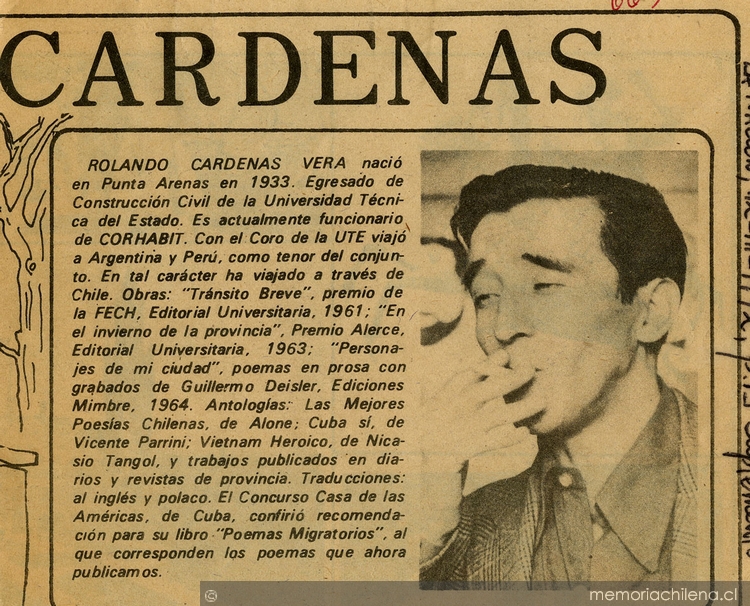 CARDENAS
ROLANDO CARDENAS VERA nació
en Punta Arenas en 1933. Egresado de
Construcción Civil de la Universidad Técni-
ca del Estado. Es actualmente funcionario
de CORHABIT. Con el Coro de la UTE viajó
a Argentina y Perú, como tenor del conjun-
to. En tal carácter ha viajado a través de
Chile. Obras: "Tránsito Breve", premio de
la FECH, Editorial Universitaria, 1961; "En
el invierno de la provincia", Premio Alerce,
Editorial Universitaria, 1963; "Persona-
jes de mi ciudad", poemas en prosa con
grabados de Guillermo Deisler, Ediciones
Mimbre, 1964. Antologías: Las Mejores
Poesías Chilenas, de Alone; Cuba sí, de
Vicente Parrini; Vietnam Heroico, de Nica-
sio Tangol, y trabajos publicados en dia-
rios y revistas de provincia. Traducciones:
al inglés y polaco. El Concurso Casa de las
Américas, de Cuba, confirió recomenda-
ción para su libro "Poemas Migratorios", al
que corresponden los poemas que ahora
publicamos.
© memoriachilena.cl